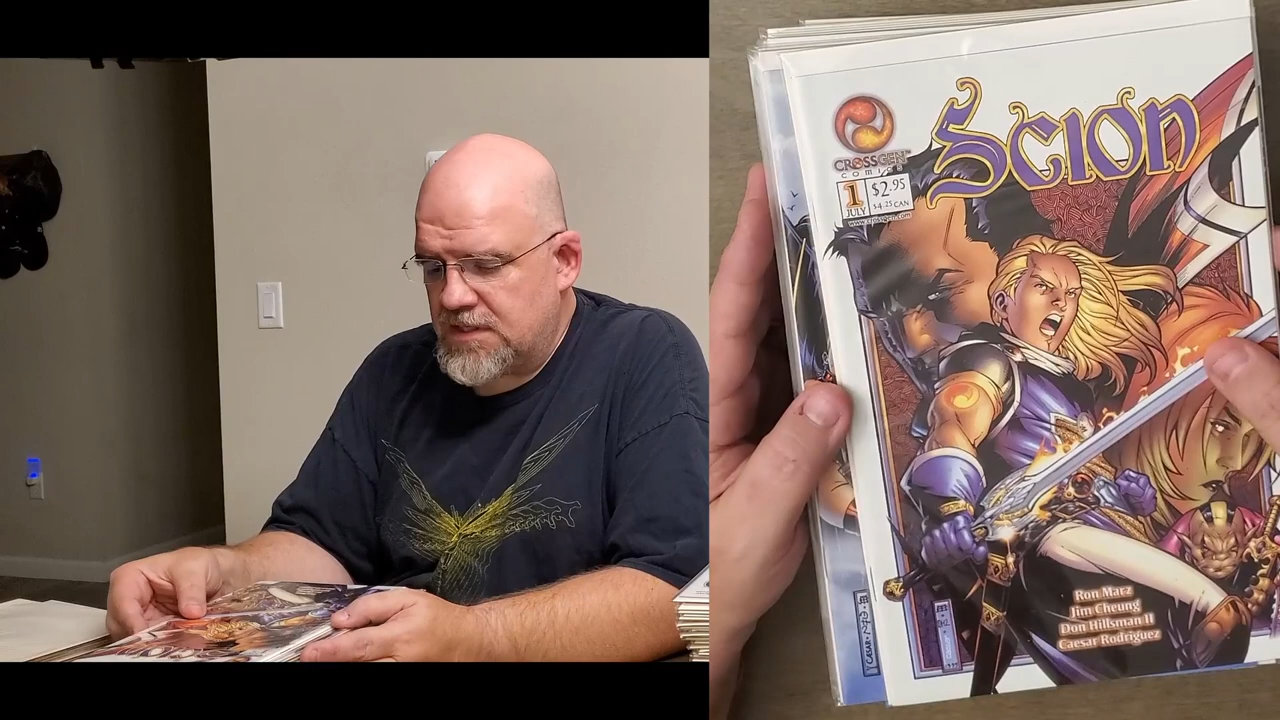 SCION
CROSSGEN™
COMICS
1
JULY
$2.95
$4.25 CAN
www.crossgen.com
Ron Marz
Jim Cheung
Don Hillsman II
Caesar Rodriguez